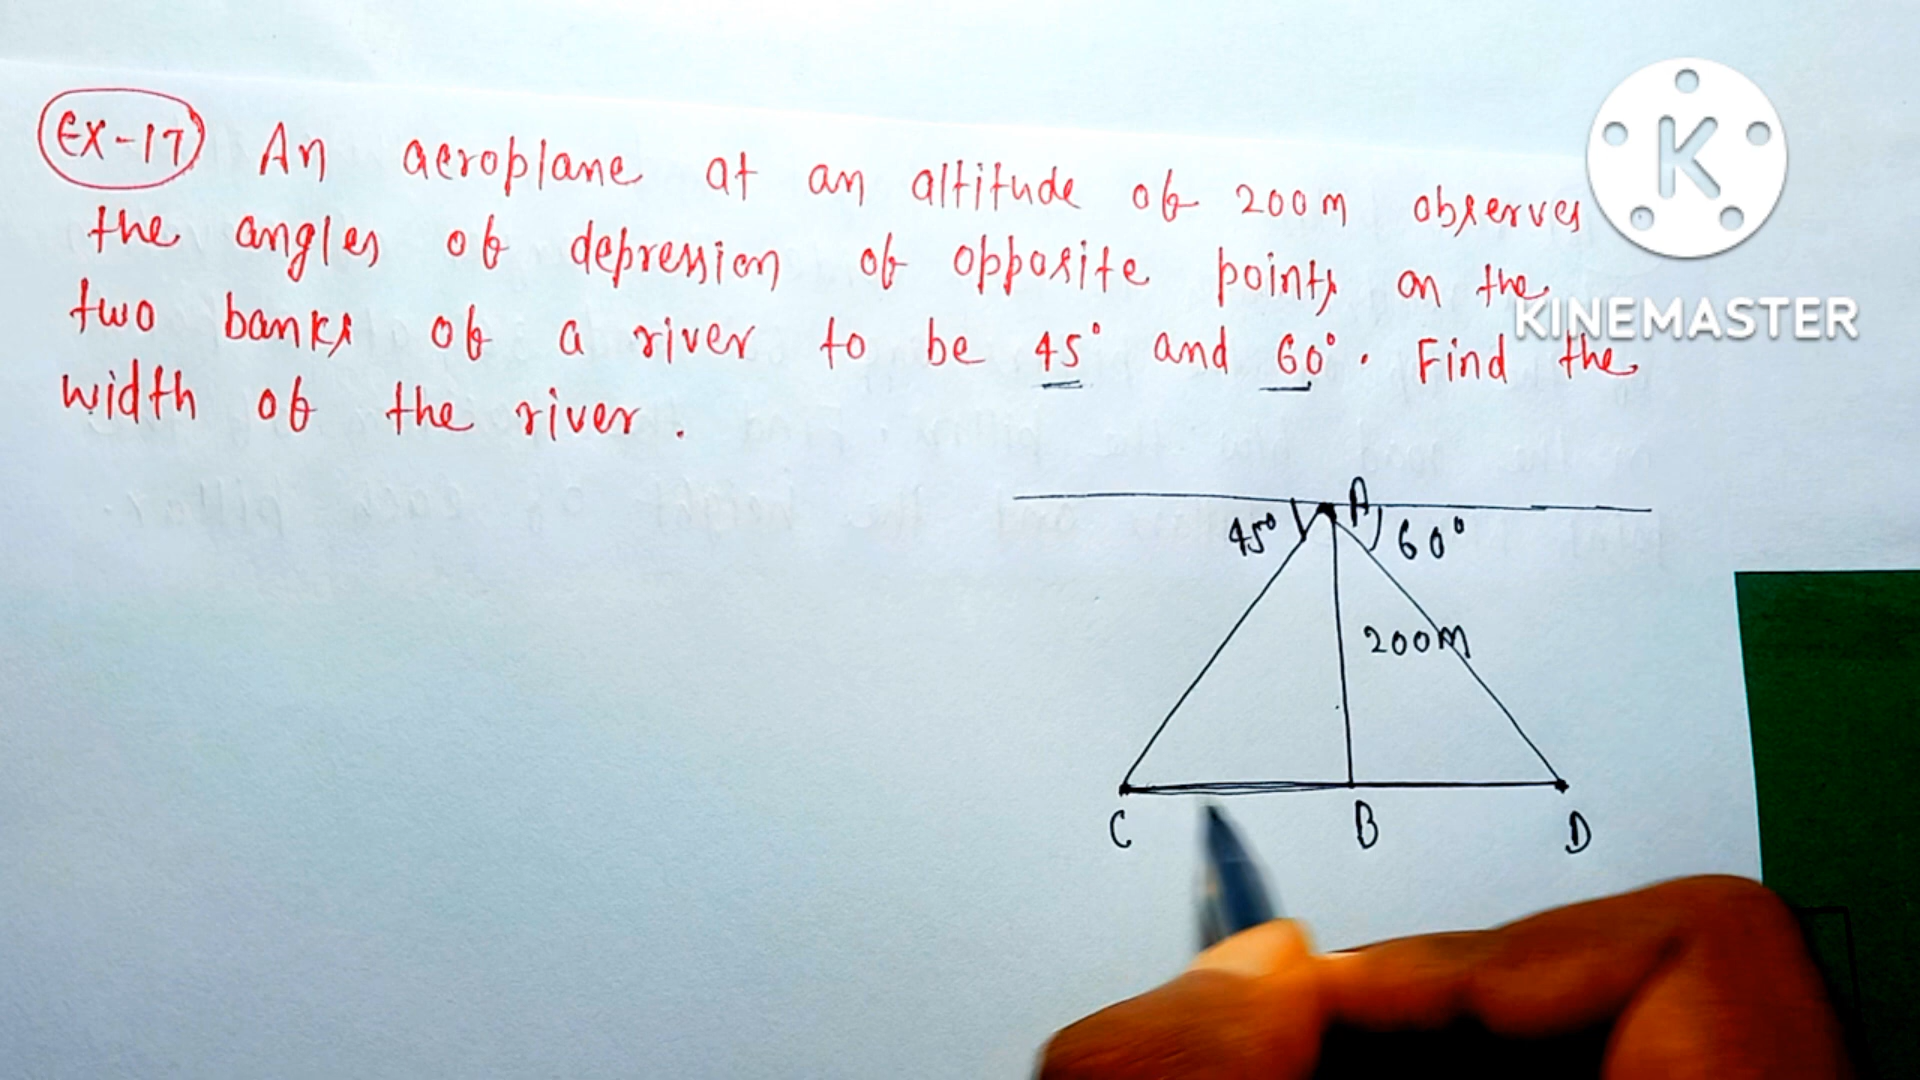 Ex-17 An aeroplane at an altitude of 200m observes
the angles of depression of opposite points on the
two banks of a river to be 45° and 60°. Find the
width of the river.
K
KINEMASTER
A
45° 60°
200m
C B D